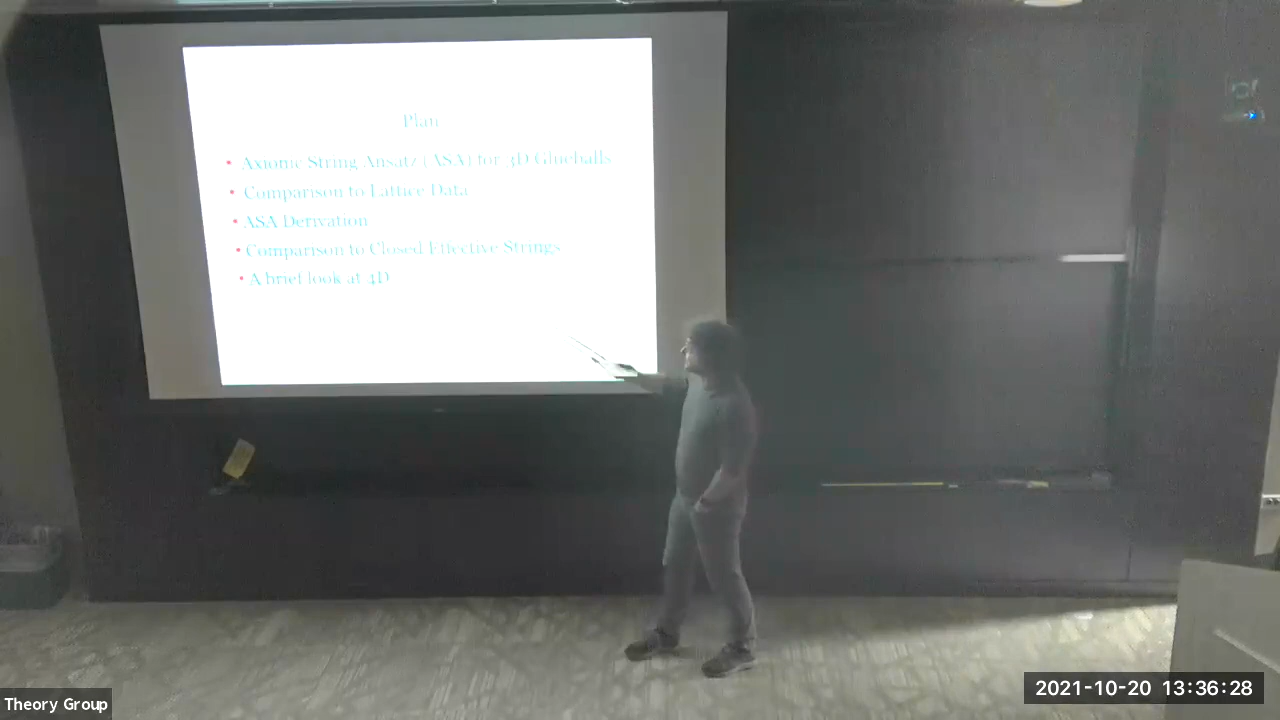 Plan
• Axionic String Ansatz (ASA) for 3D Glueballs
• Comparison to Lattice Data
• ASA Derivation
• Comparison to Closed Effective Strings
• A brief look at 4D
Theory Group
2021-10-20 13:36:28